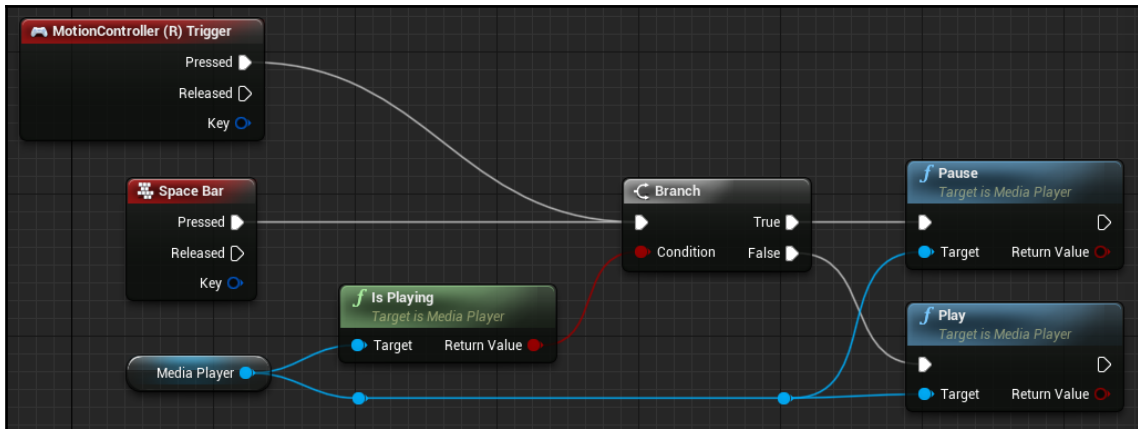 MotionController (R) Trigger
Pressed
Released
Key
Space Bar
Pressed
Released
Key
Media Player
f Is Playing
Target is Media Player
Target Return Value
Branch
True
Condition False
f Pause
Target is Media Player
Target Return Value
f Play
Target is Media Player
Target Return Value